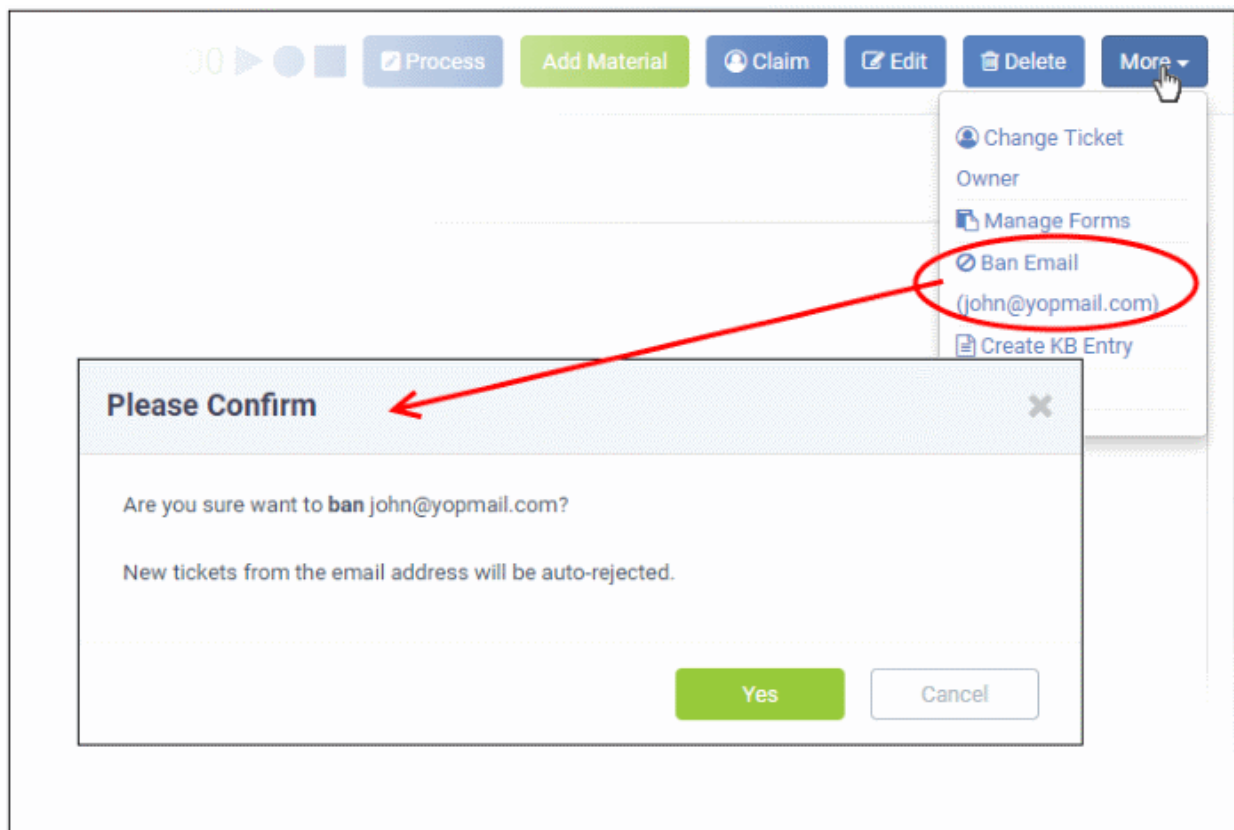 00 Process Add Material Claim Edit Delete More
Change Ticket
Owner
Manage Forms
Ban Email
(john@yopmail.com)
Create KB Entry
Please Confirm
Are you sure want to ban john@yopmail.com?
New tickets from the email address will be auto-rejected.
Yes Cancel